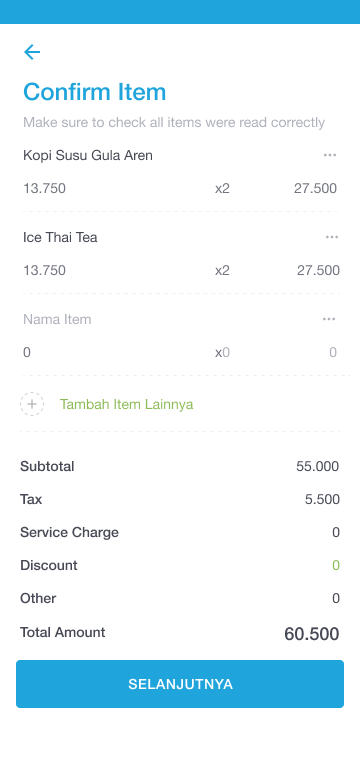 Confirm Item
Make sure to check all items were read correctly
Kopi Susu Gula Aren
13.750 x2 27.500
Ice Thai Tea
13.750 x2 27.500
Nama Item
0 x0 0
Tambah Item Lainnya
Subtotal 55.000
Tax 5.500
Service Charge 0
Discount 0
Other 0
Total Amount 60.500
SELANJUTNYA